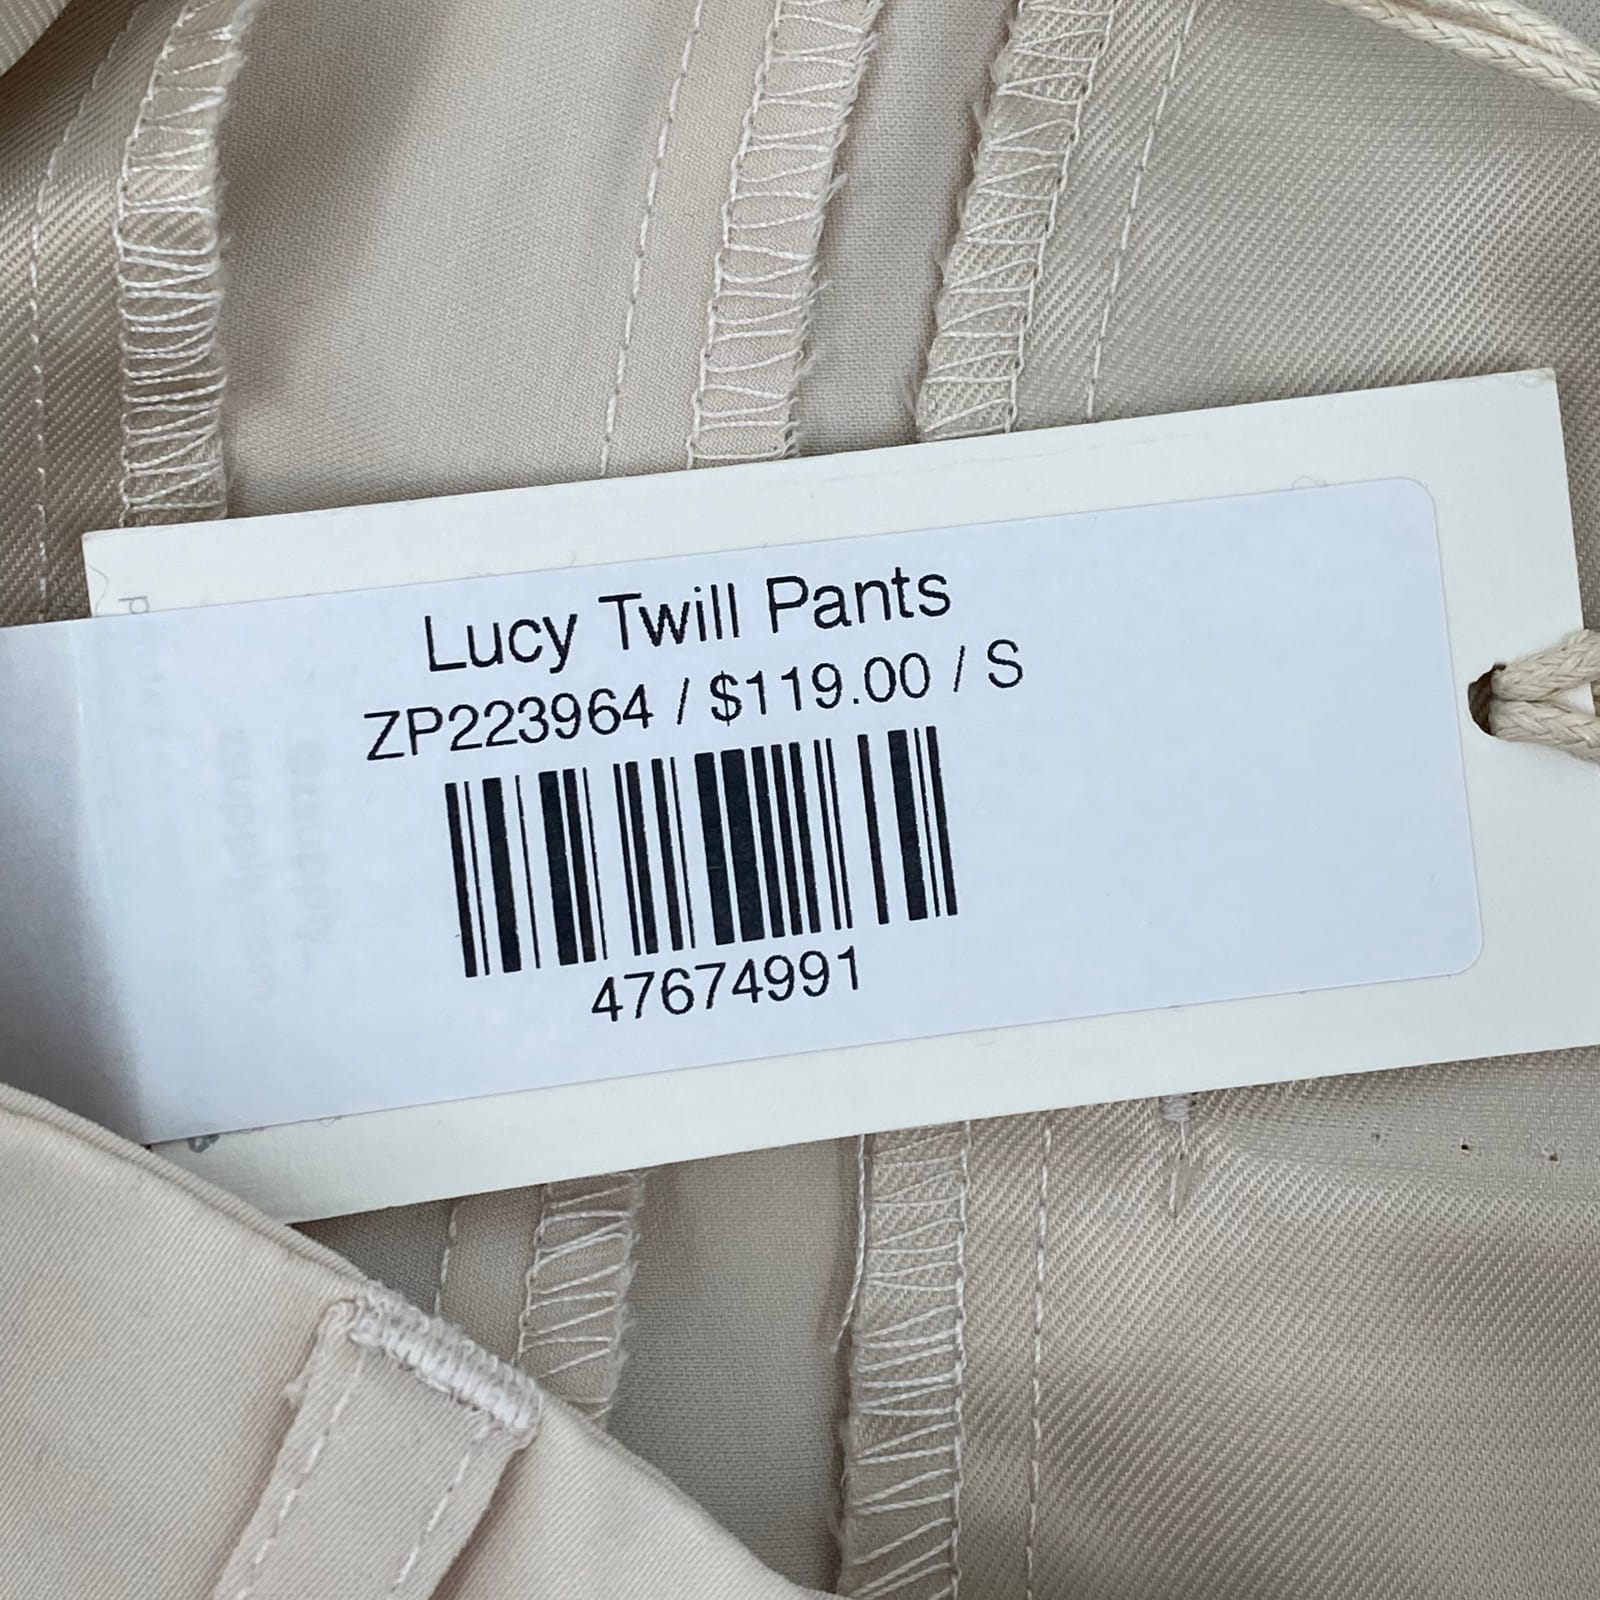 Lucy Twill Pants
ZP223964 / $119.00 / S
47674991